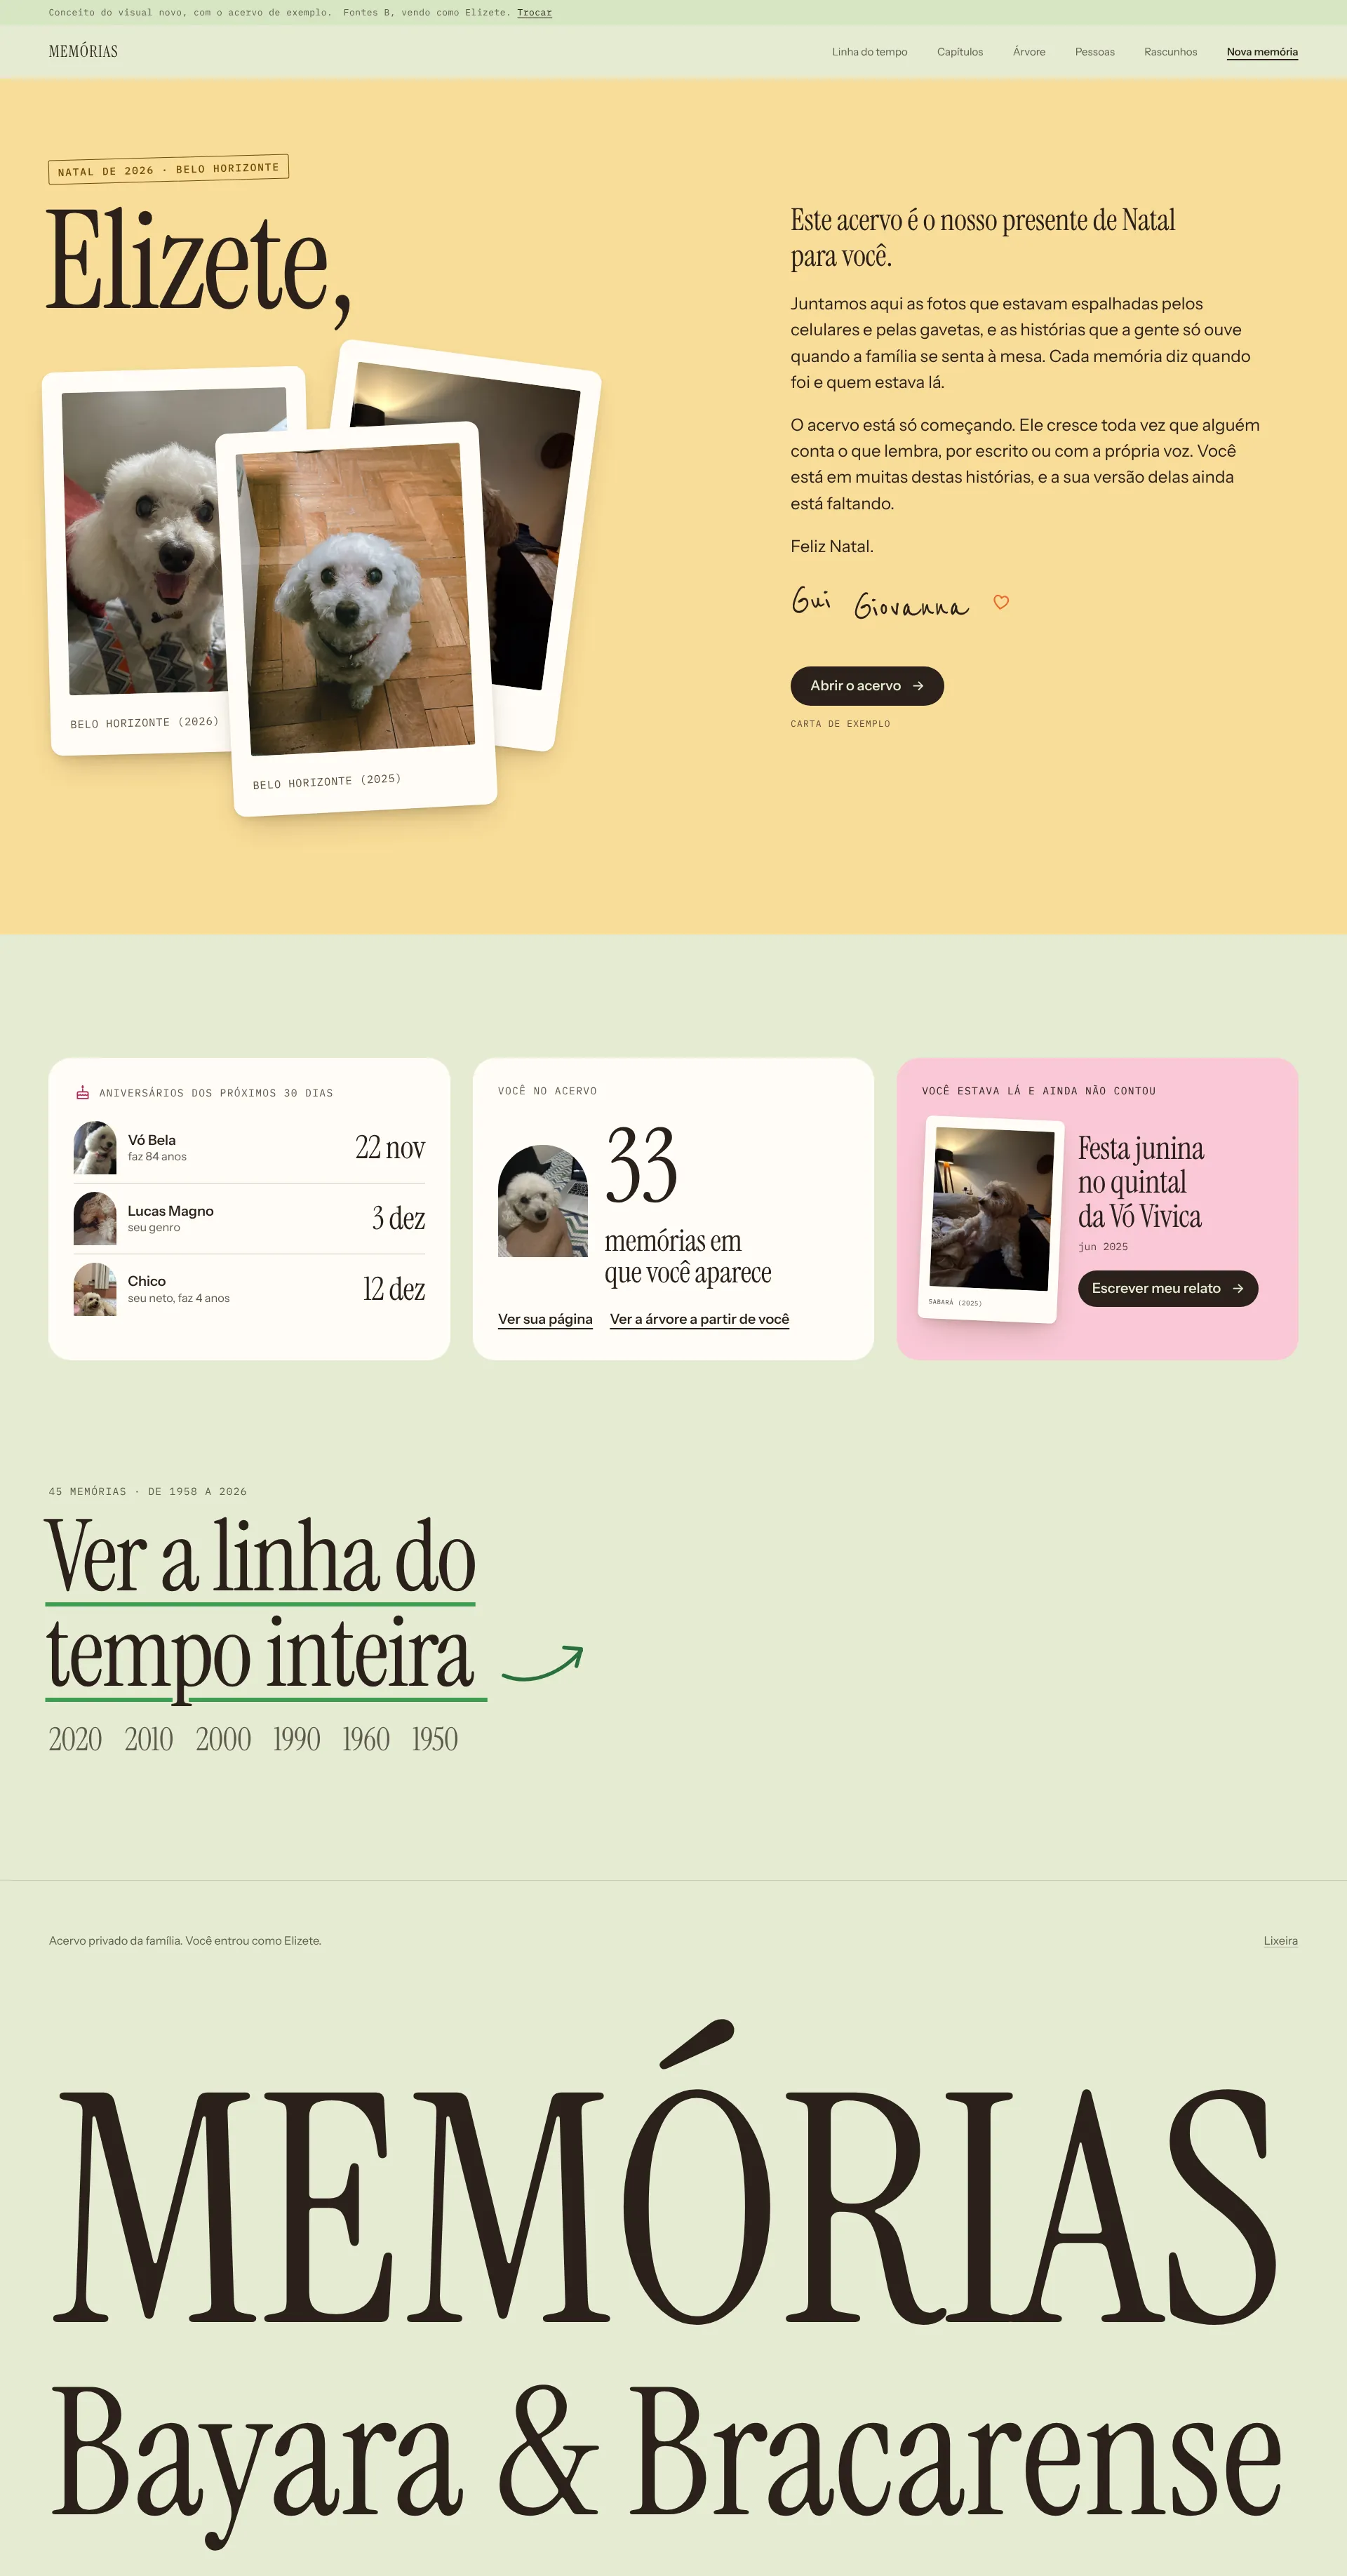 Conceito do visual novo, com o acervo de exemplo. Fontes B, vendo como Elizete. Trocar
MEMÓRIAS
Linha do tempo Capítulos Árvore Pessoas Rascunhos Nova memória
NATAL DE 2026 · BELO HORIZONTE
Elizete,
BELO HORIZONTE (2026)
BELO HORIZONTE (2025)
Este acervo é o nosso presente de Natal
para você.
Juntamos aqui as fotos que estavam espalhadas pelos
celulares e pelas gavetas, e as histórias que a gente só ouve
quando a família se senta à mesa. Cada memória diz quando
foi e quem estava lá.
O acervo está só começando. Ele cresce toda vez que alguém
conta o que lembra, por escrito ou com a própria voz. Você
está em muitas destas histórias, e a sua versão delas ainda
está faltando.
Feliz Natal.
Gui Giovanna
Abrir o acervo →
CARTA DE EXEMPLO
ANIVERSÁRIOS DOS PRÓXIMOS 30 DIAS
Vó Bela
faz 84 anos
22 nov
Lucas Magno
seu genro
3 dez
Chico
seu neto, faz 4 anos
12 dez
VOCÊ NO ACERVO
33
memórias em
que você aparece
Ver sua página Ver a árvore a partir de você
VOCÊ ESTAVA LÁ E AINDA NÃO CONTOU
SABARÁ (2025)
Festa junina
no quintal
da Vó Vivica
jun 2025
Escrever meu relato →
45 MEMÓRIAS · DE 1958 A 2026
Ver a linha do
tempo inteira
2020 2010 2000 1990 1960 1950
Acervo privado da família. Você entrou como Elizete.
Lixeira
MEMÓRIAS
Bayara & Bracarense